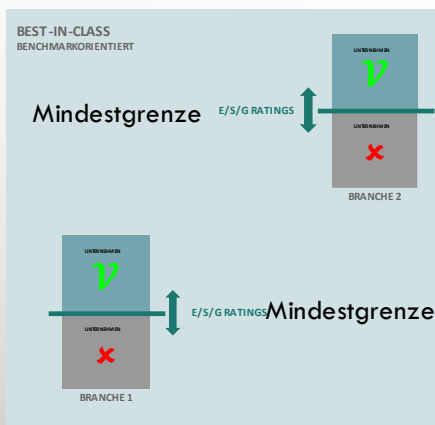 BEST-IN-CLASS
BENCHMARKORIENTIERT
UNTERNEHMEN
ν
Mindestgrenze
E/S/G RATINGS
UNTERNEHMEN
✘
BRANCHE 2
UNTERNEHMEN
ν
E/S/G RATINGS
Mindestgrenze
UNTERNEHMEN
✘
BRANCHE 1